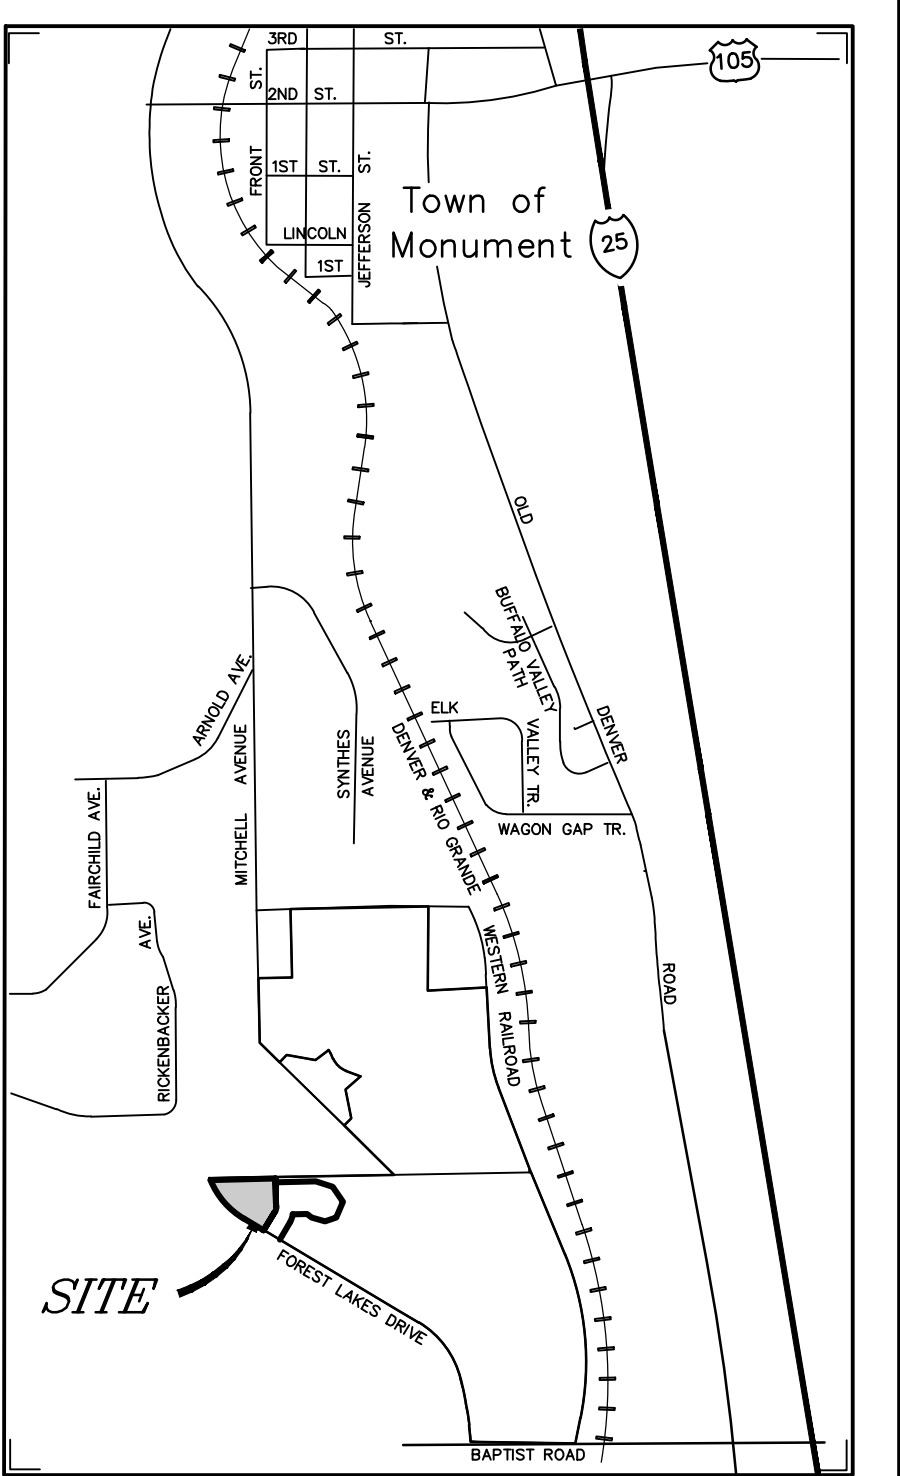 3RD ST.
105
ST.
2ND ST.
FRONT
1ST ST.
ST.
JEFFERSON
Town of
Monument
25
LINCOLN
1ST
OLD
BUFFALO VALLEY
PATH
ARNOLD AVE.
ELK
VALLEY TR.
DENVER
MITCHELL AVENUE
SYNTHES
AVENUE
DENVER & RIO GRANDE
WAGON GAP TR.
FAIRCHILD AVE.
AVE.
RICKENBACKER
WESTERN RAILROAD
ROAD
SITE
FOREST LAKES DRIVE
BAPTIST ROAD